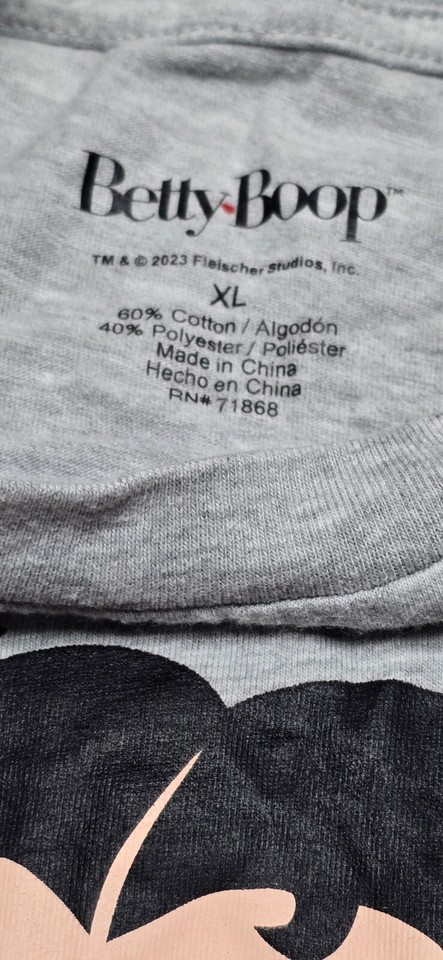 Betty Boop™
TM & © 2023 Fleischer Studios, Inc.
XL
60% Cotton / Algodón
40% Polyester / Poliéster
Made in China
Hecho en China
RN# 71868